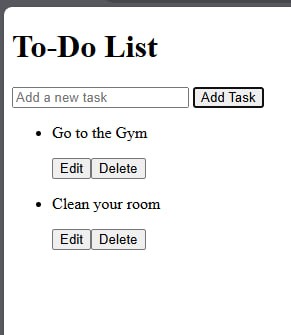 To-Do List
Add a new task Add Task
Go to the Gym
Edit Delete
Clean your room
Edit Delete